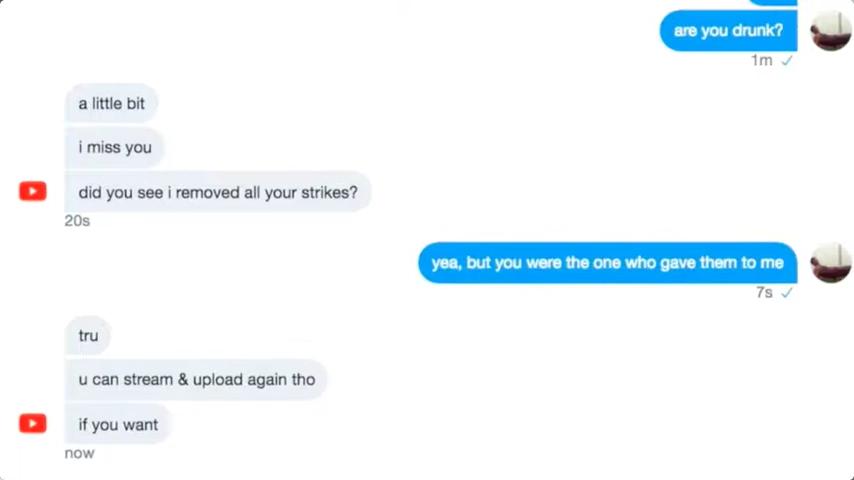 are you drunk?
1m
a little bit
i miss you
did you see i removed all your strikes?
20s
yea, but you were the one who gave them to me
7s
tru
u can stream & upload again tho
if you want
now